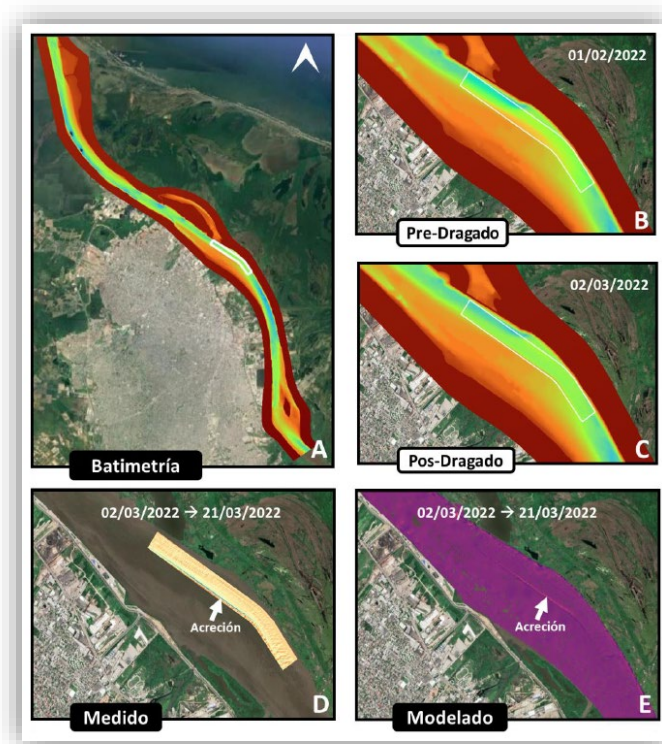 A
Batimetría
01/02/2022
B
Pre-Dragado
02/03/2022
C
Pos-Dragado
02/03/2022 → 21/03/2022
Acreción
D
Medido
02/03/2022 → 21/03/2022
Acreción
E
Modelado